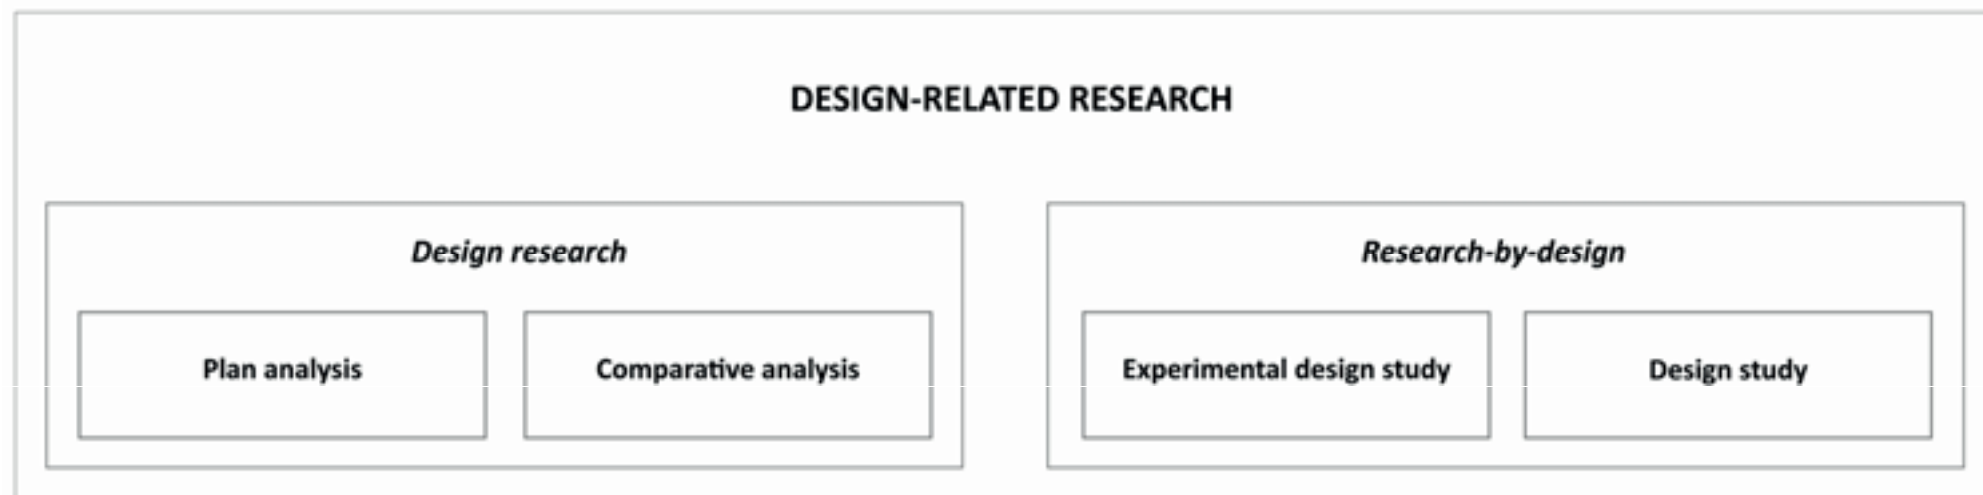 DESIGN-RELATED RESEARCH
Design research
Research-by-design
Plan analysis
Comparative analysis
Experimental design study
Design study